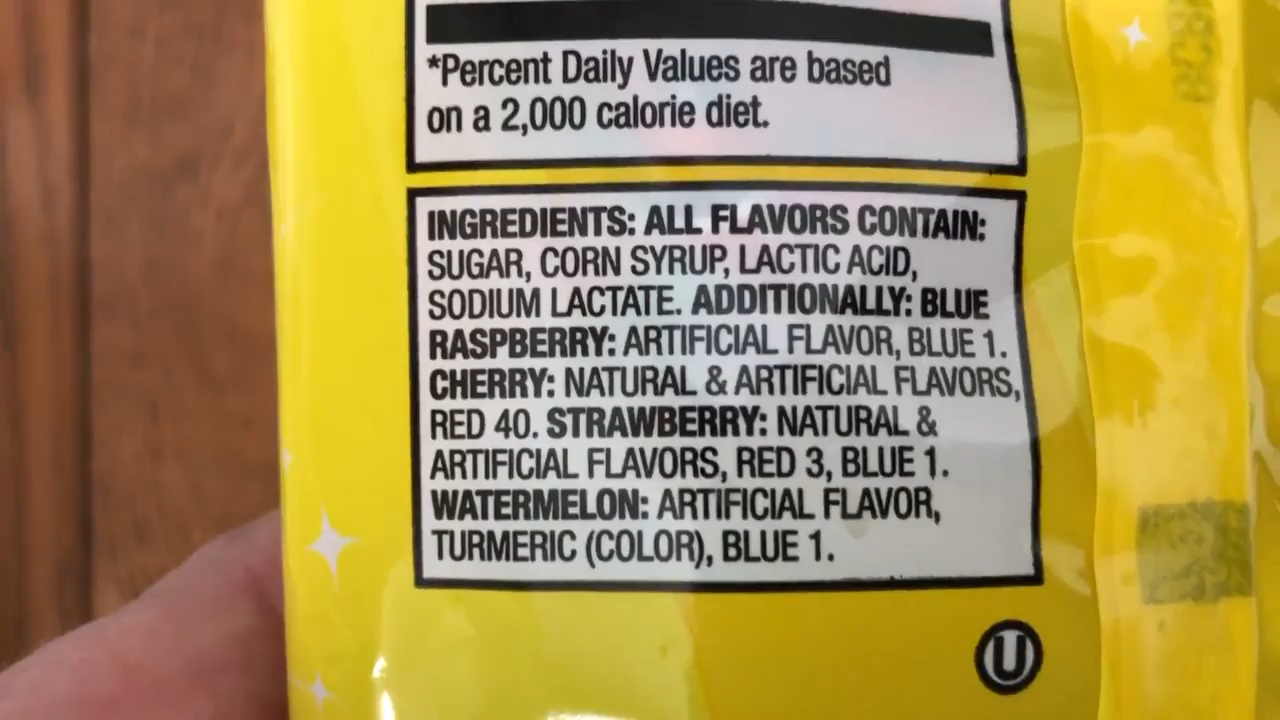 *Percent Daily Values are based
on a 2,000 calorie diet.
INGREDIENTS: ALL FLAVORS CONTAIN:
SUGAR, CORN SYRUP, LACTIC ACID,
SODIUM LACTATE. ADDITIONALLY: BLUE
RASPBERRY: ARTIFICIAL FLAVOR, BLUE 1.
CHERRY: NATURAL & ARTIFICIAL FLAVORS,
RED 40. STRAWBERRY: NATURAL &
ARTIFICIAL FLAVORS, RED 3, BLUE 1.
WATERMELON: ARTIFICIAL FLAVOR,
TURMERIC (COLOR), BLUE 1.
U